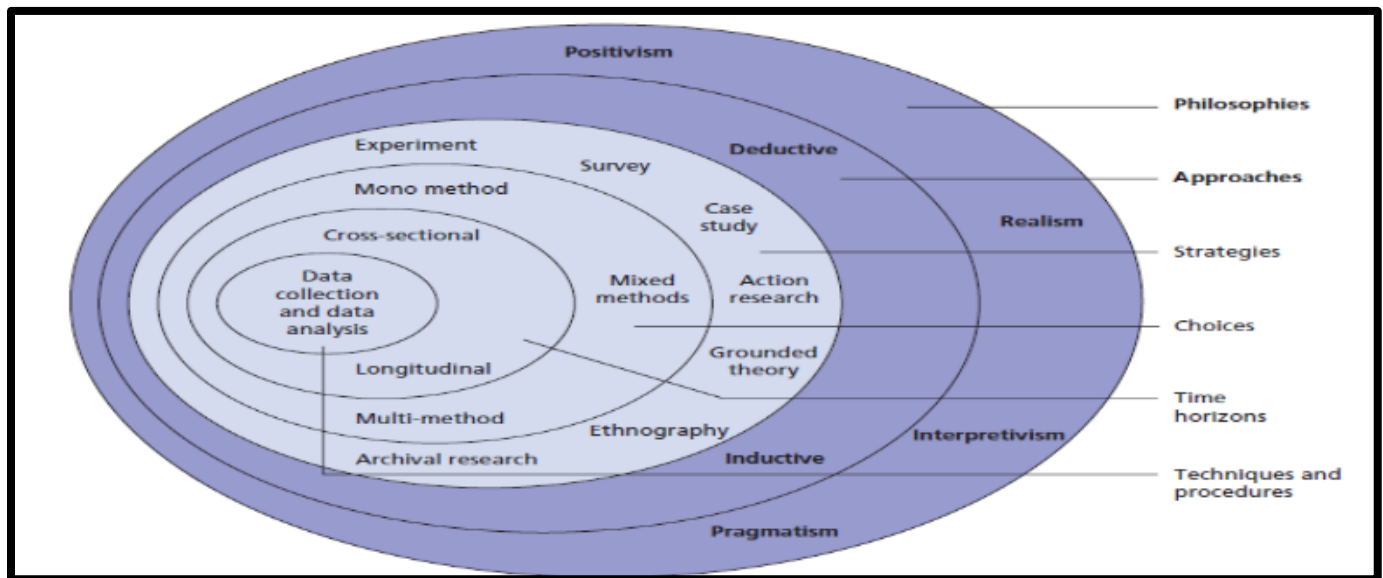 Positivism
Philosophies
Experiment
Survey
Deductive
Approaches
Mono method
Case
study
Realism
Cross-sectional
Strategies
Data
collection
and data
analysis
Mixed
methods
Action
research
Choices
Longitudinal
Grounded
theory
Time
horizons
Multi-method
Ethnography
Interpretivism
Archival research
Inductive
Techniques and
procedures
Pragmatism